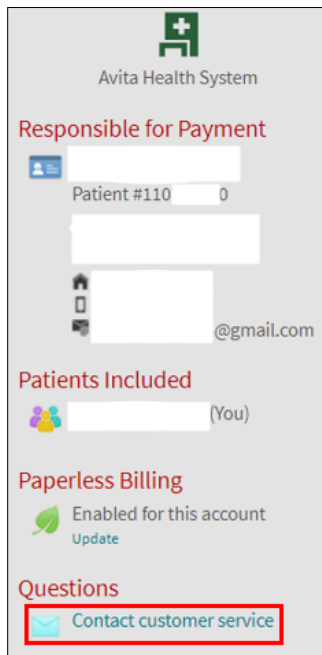 Avita Health System
Responsible for Payment
Patient #110 0
@gmail.com
Patients Included
(You)
Paperless Billing
Enabled for this account
Update
Questions
Contact customer service